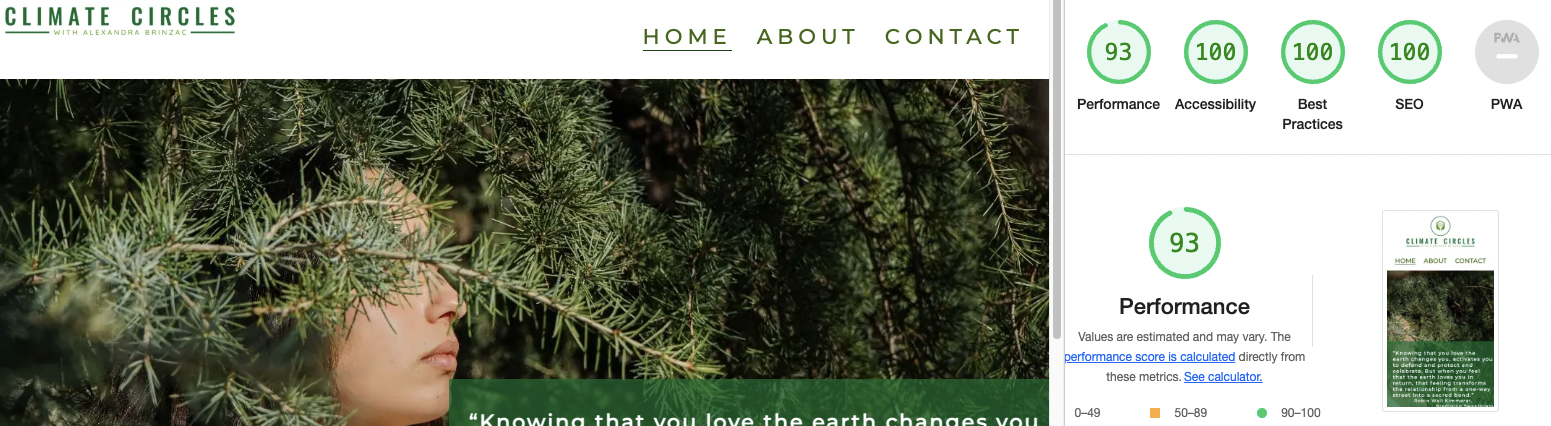 CLIMATE CIRCLES
WITH ALEXANDRA BRINZAC
HOME ABOUT CONTACT
“Knowing that you love the earth changes you
93 100 100 100 PWA
Performance Accessibility Best Practices SEO PWA
93
Performance
Values are estimated and may vary. The
performance score is calculated directly from
these metrics. See calculator.
0–49 50–89 90–100
CLIMATE CIRCLES
HOME ABOUT CONTACT
“Knowing that you love the
earth changes you, activates you
to defend and protect and
celebrate. But when you feel
that the earth loves you in
return, that feeling transforms
the relationship from a one-way
street into a sacred bond.”
Robin Wall Kimmerer,